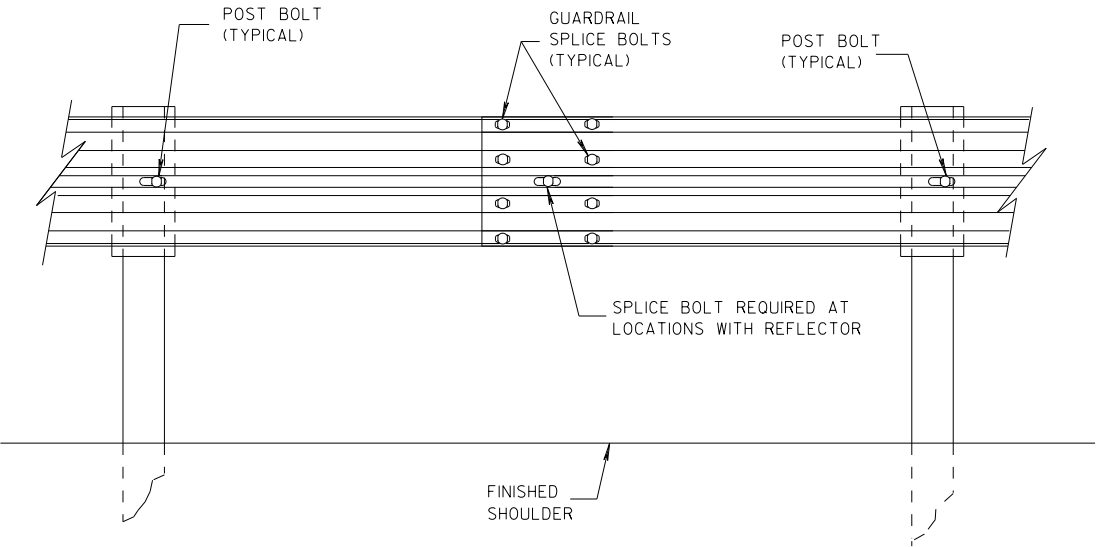 POST BOLT
(TYPICAL)
GUARDRAIL
SPLICE BOLTS
(TYPICAL)
POST BOLT
(TYPICAL)
SPLICE BOLT REQUIRED AT
LOCATIONS WITH REFLECTOR
FINISHED
SHOULDER